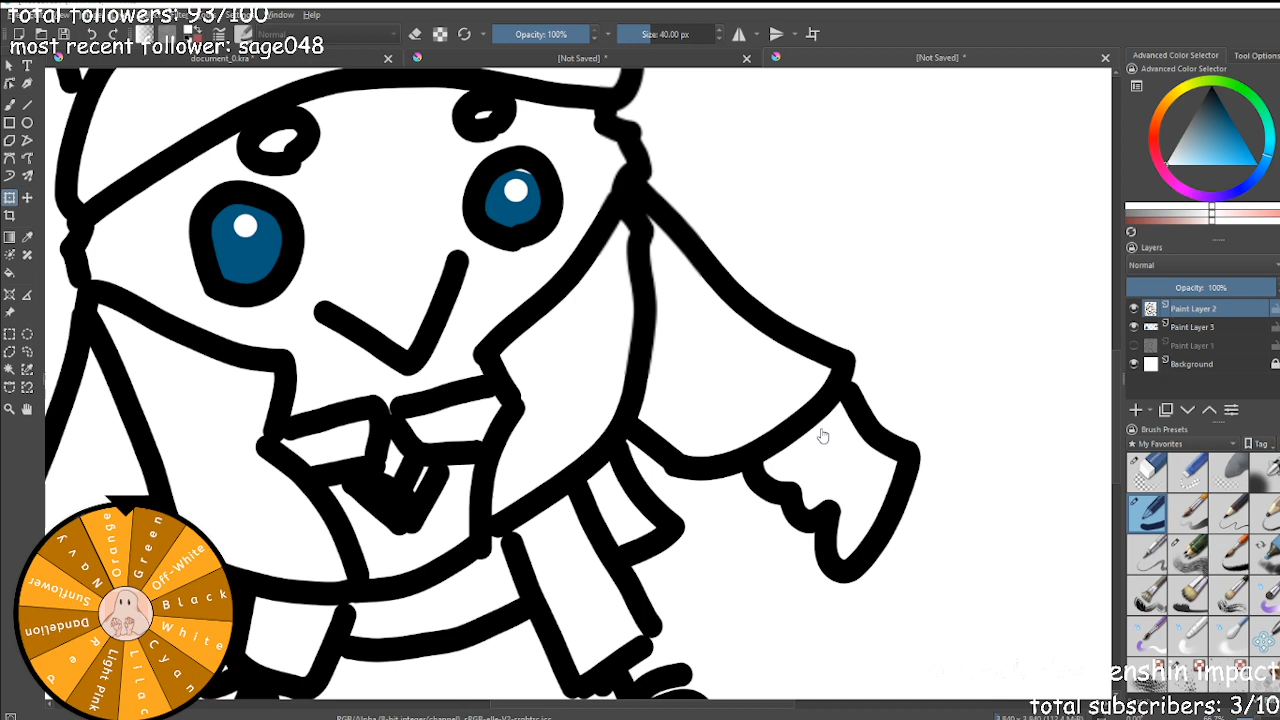 total followers: 93/100
Window Help
most recent follower: sage048
Normal
Opacity: 100%
Size: 40.00 px
document_0.kra *
[Not Saved] *
[Not Saved] *
Advanced Color Selector
Tool Options
Advanced Color Selector
Layers
Normal
Opacity: 100%
Paint Layer 2
Paint Layer 3
Paint Layer 1
Background
Brush Presets
My Favorites
Tag
Orange
Green
Off-White
Black
White
Cyan
Lilac
Light Pink
Red
Dandelion
Sunflower
Navy
enshin impact
total subscribers: 3/10